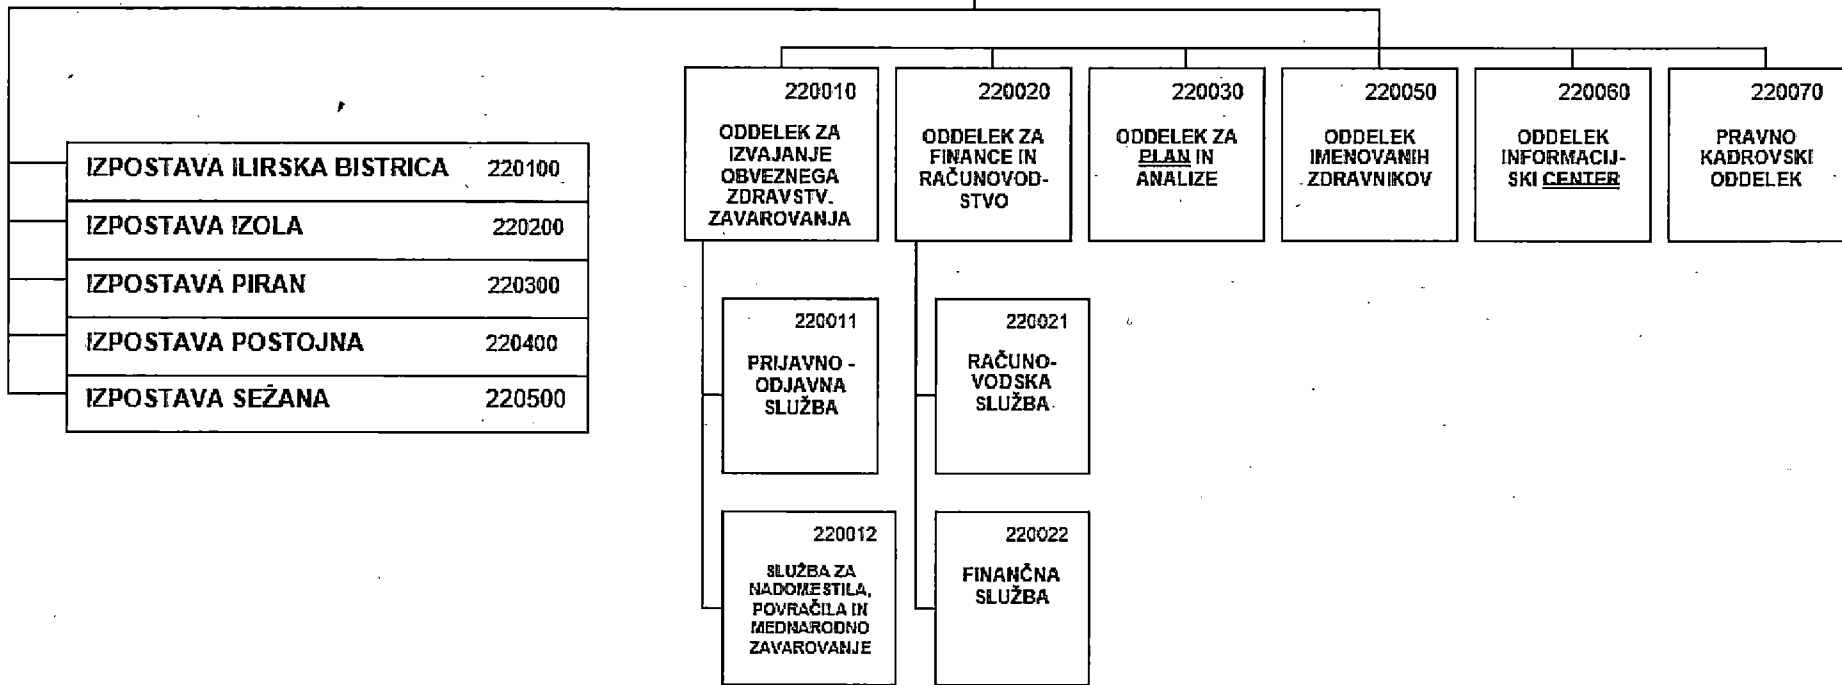 IZPOSTAVA ILIRSKA BISTRICA 220100
IZPOSTAVA IZOLA 220200
IZPOSTAVA PIRAN 220300
IZPOSTAVA POSTOJNA 220400
IZPOSTAVA SEŽANA 220500
220010
ODDELEK ZA
IZVAJANJE
OBVEZNEGA
ZDRAVSTV.
ZAVAROVANJA
220020
ODDELEK ZA
FINANCE IN
RAČUNOVOD-
STVO
220030
ODDELEK ZA
PLAN IN
ANALIZE
220050
ODDELEK
IMENOVANIH
ZDRAVNIKOV
220060
ODDELEK
INFORMACIJ-
SKI CENTER
220070
PRAVNO
KADROVSKI
ODDELEK
220011
PRIJAVNO -
ODJAVNA
SLUŽBA
220021
RAČUNO-
VODSKA
SLUŽBA
220012
SLUŽBA ZA
NADOMESTILA,
POVRAČILA IN
MEDNARODNO
ZAVAROVANJE
220022
FINANČNA
SLUŽBA